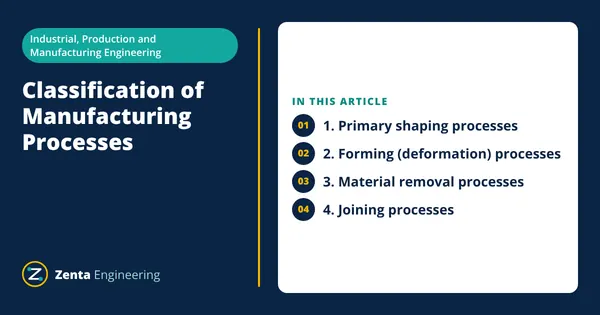 Industrial, Production and
Manufacturing Engineering
Classification of
Manufacturing
Processes
Zenta Engineering
IN THIS ARTICLE
01 1. Primary shaping processes
02 2. Forming (deformation) processes
03 3. Material removal processes
04 4. Joining processes